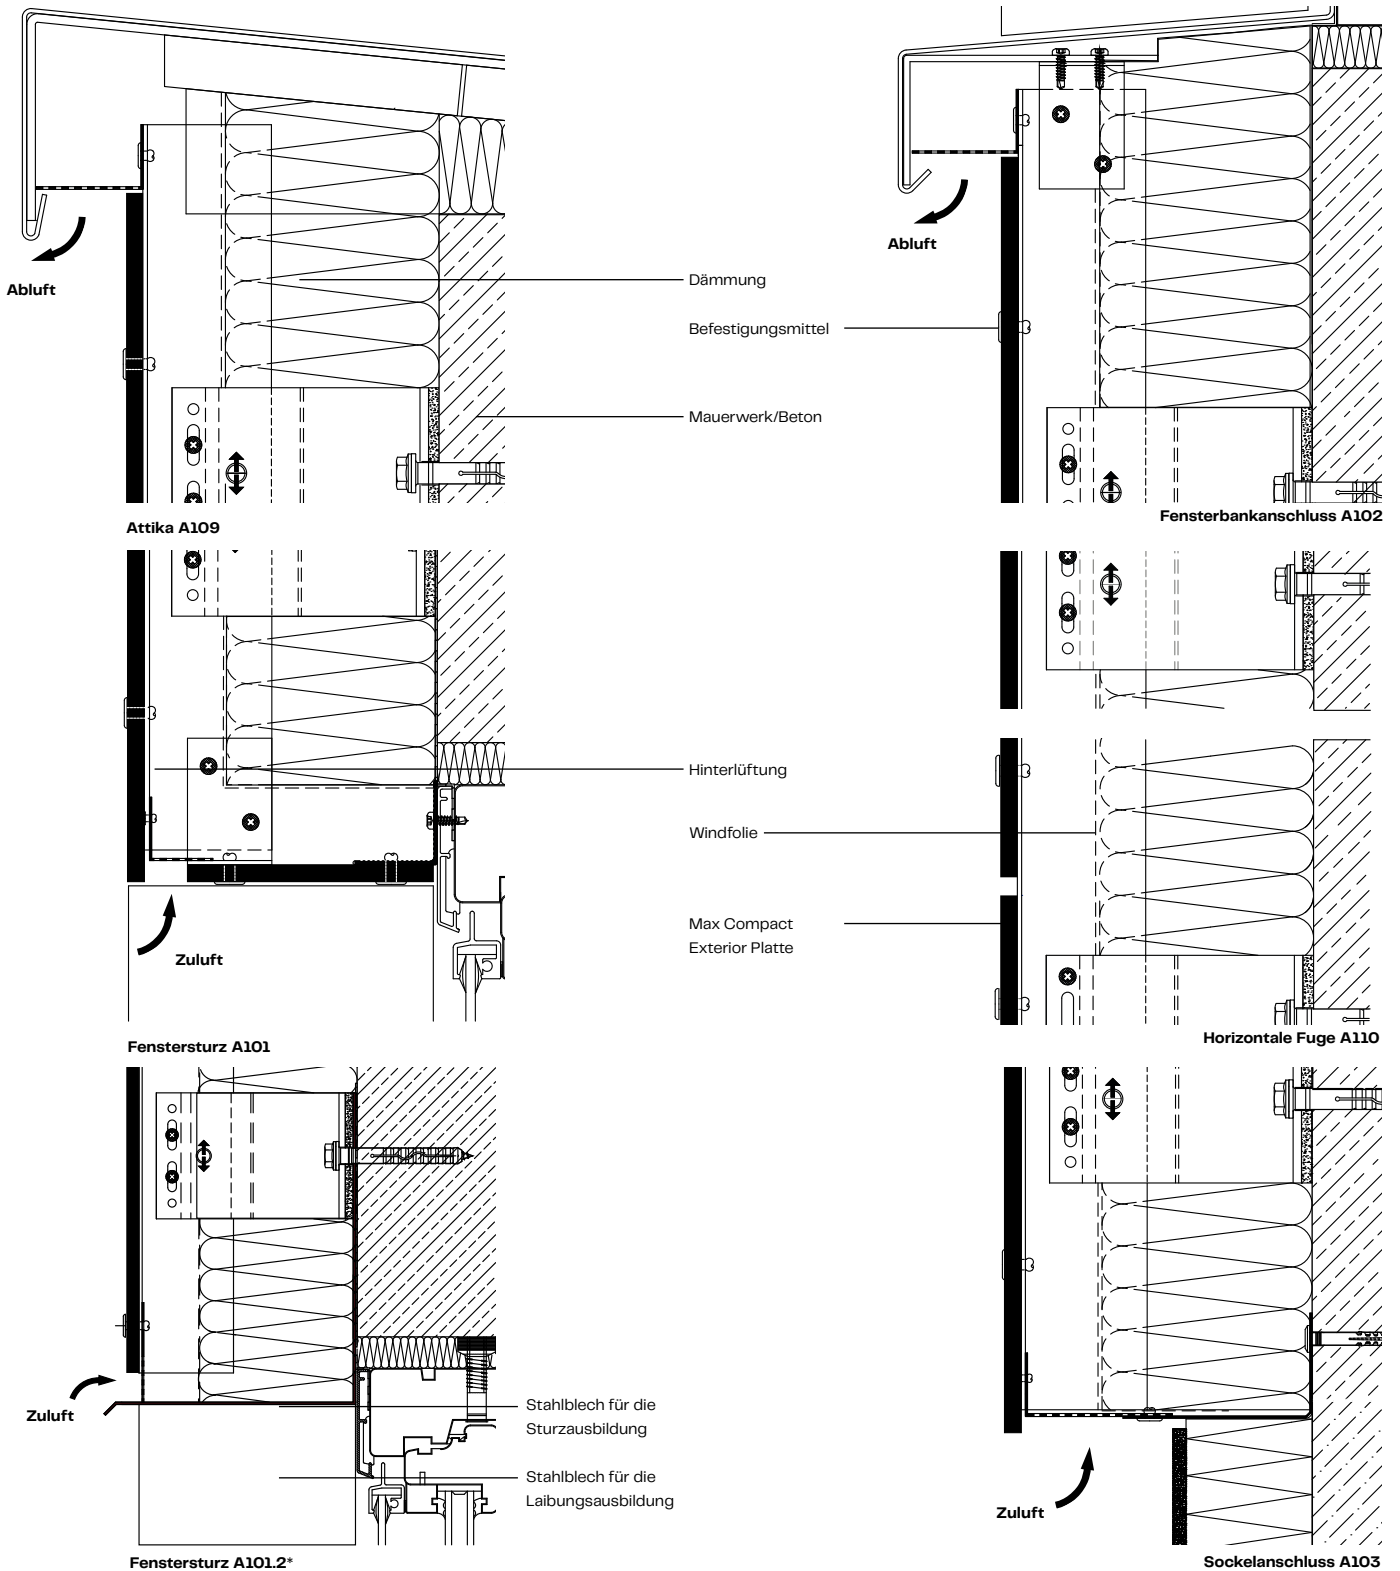 Abluft
Abluft
Dämmung
Befestigungsmittel
Mauerwerk/Beton
Attika A109
Fensterbankanschluss A102
Hinterlüftung
Windfolie
Max Compact
Exterior Platte
Zuluft
Fenstersturz A101
Horizontale Fuge A110
Zuluft
Stahlblech für die
Sturzausbildung
Stahlblech für die
Laibungsausbildung
Zuluft
Fenstersturz A101.2*
Sockelanschluss A103